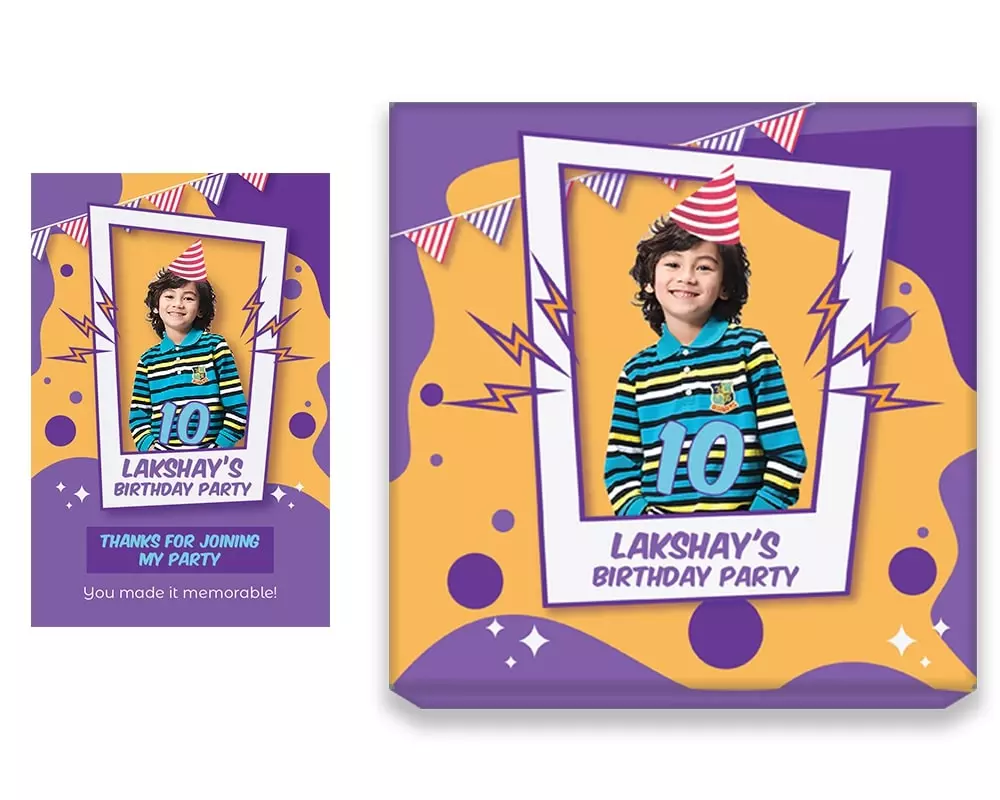 10
LAKSHAY'S
BIRTHDAY PARTY
THANKS FOR JOINING
MY PARTY
You made it memorable!
10
LAKSHAY'S
BIRTHDAY PARTY